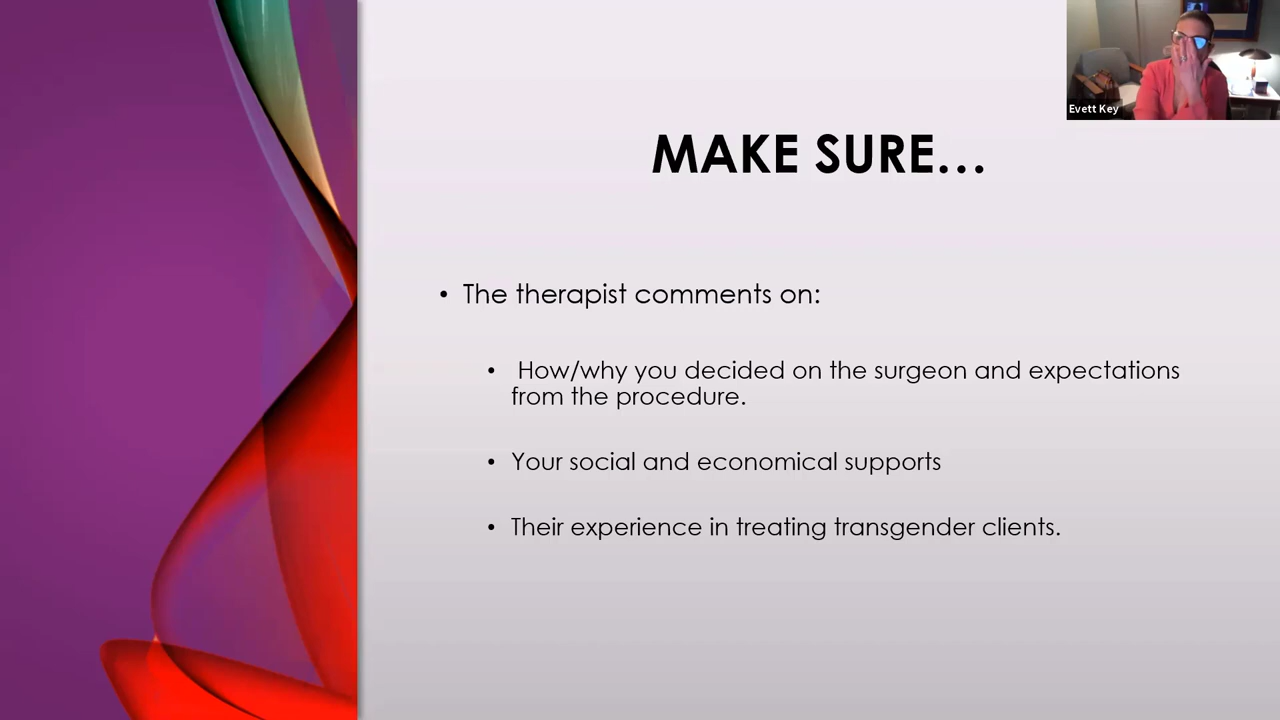 Evett Key
MAKE SURE...
• The therapist comments on:
• How/why you decided on the surgeon and expectations
from the procedure.
• Your social and economical supports
• Their experience in treating transgender clients.